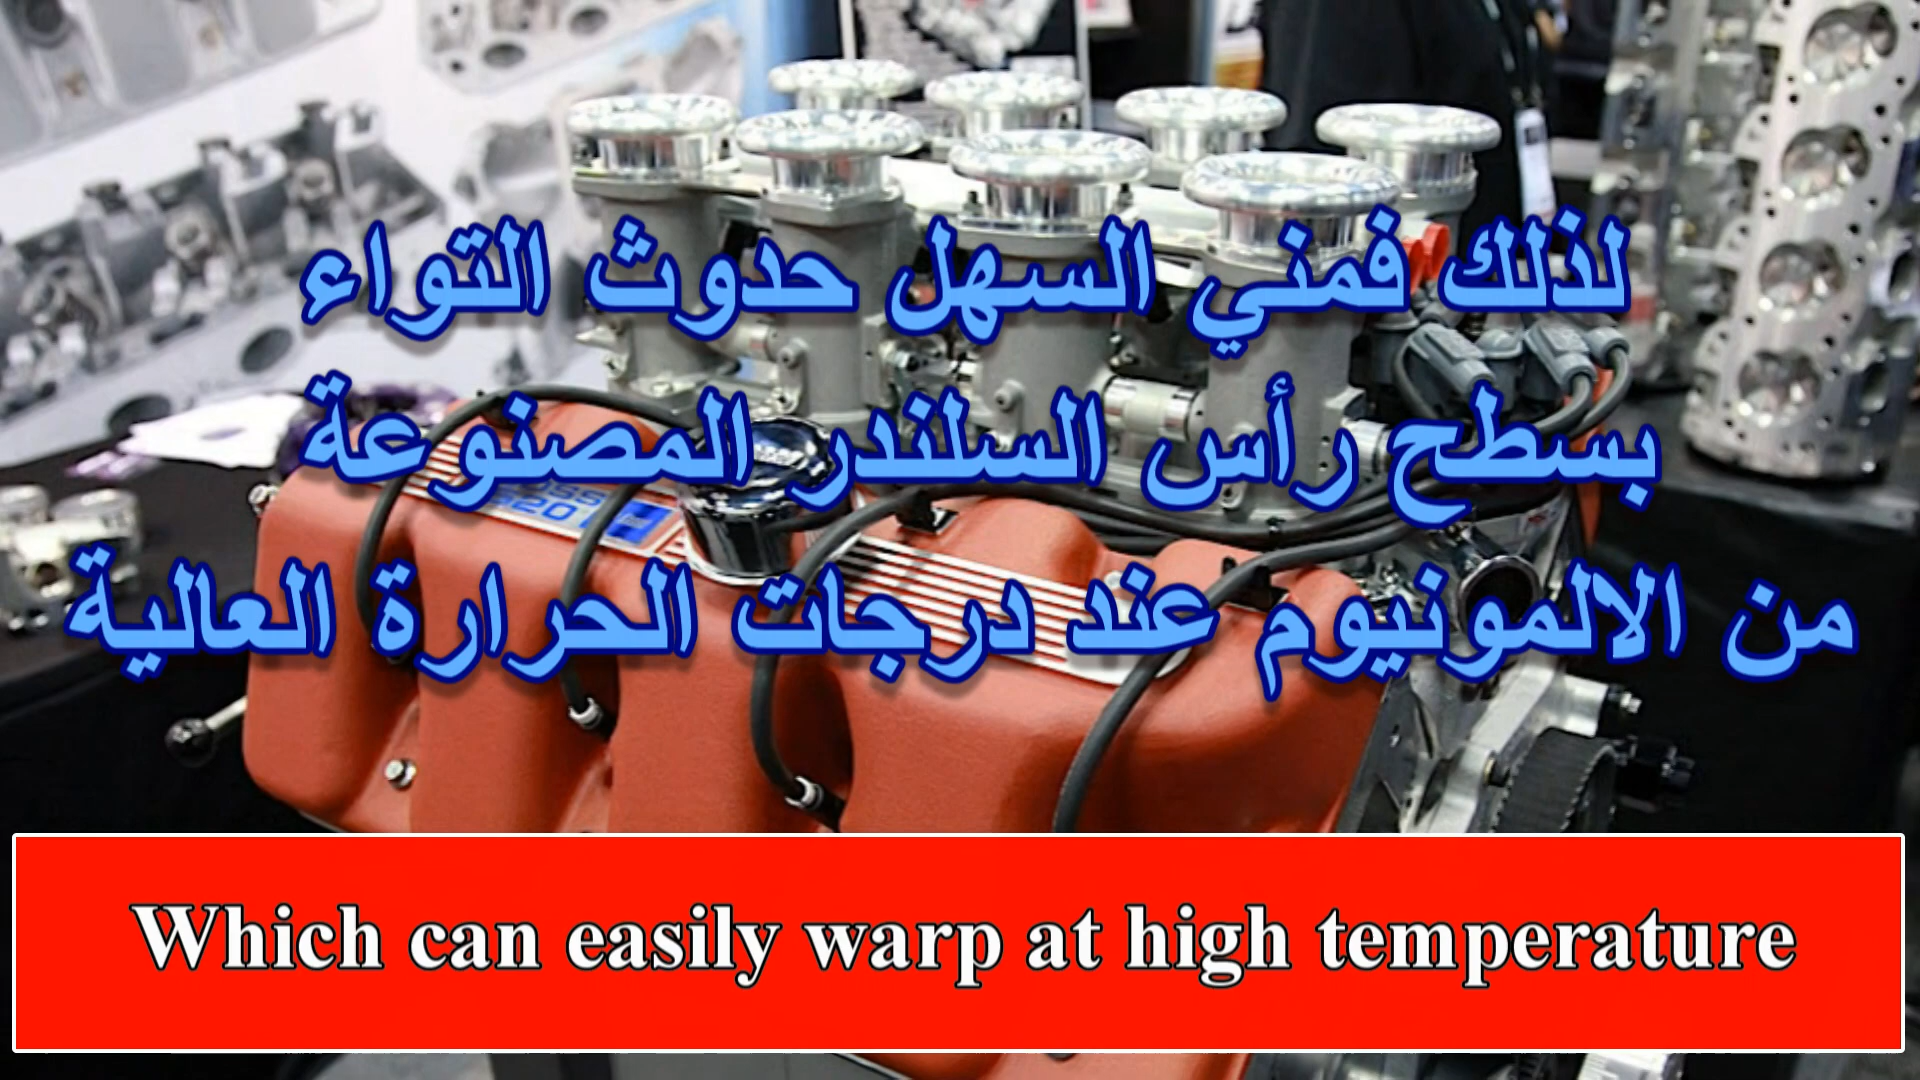 لذلك فمني السهل حدوث التواء
بسطح رأس السلندر المصنوعة
من الالمونيوم عند درجات الحرارة العالية
Which can easily warp at high temperature